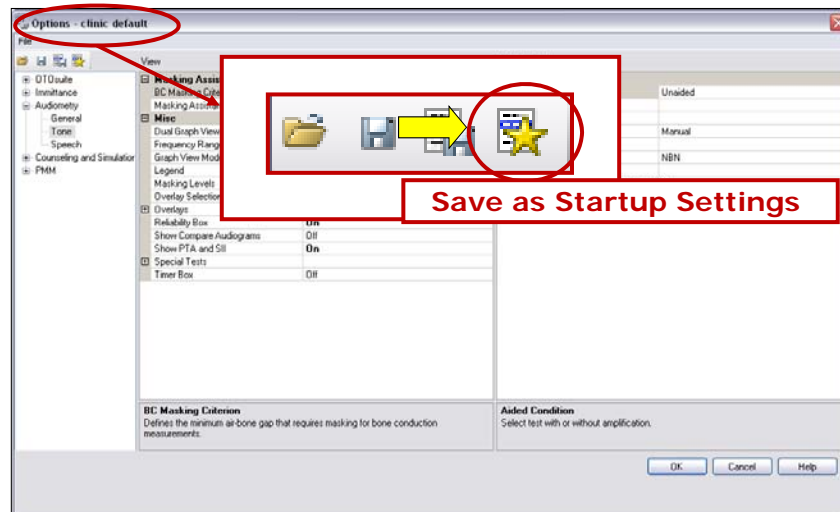 Options - clinic default
File
View
OTOsuite
Immittance
Audiometry
General
Tone
Speech
Counseling and Simulation
PMM
Masking Assis
BC Masking Crite
Masking Assistan
Misc
Dual Graph View
Frequency Rang
Graph View Mod
Legend
Masking Levels
Overlay Selection
Overlays
Reliability Box On
Show Compare Audiograms Off
Show PTA and SII On
Special Tests
Timer Box Off
Unaided
Manual
NBN
Save as Startup Settings
BC Masking Criterion
Defines the minimum air-bone gap that requires masking for bone conduction
measurements.
Aided Condition
Select test with or without amplification.
OK Cancel Help